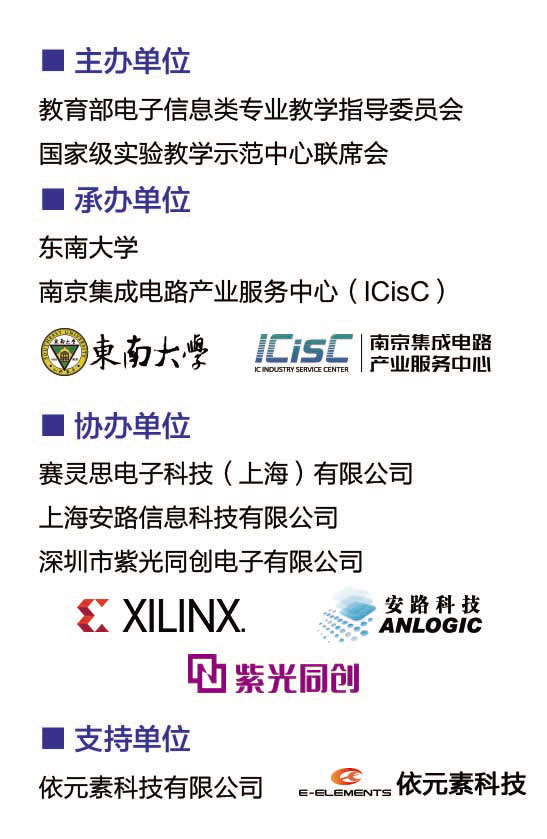 主办单位
教育部电子信息类专业教学指导委员会
国家级实验教学示范中心联席会
承办单位
东南大学
南京集成电路产业服务中心（ICisC）
東南大學
ICisC
IC INDUSTRY SERVICE CENTER
南京集成电路
产业服务中心
协办单位
赛灵思电子科技（上海）有限公司
上海安路信息科技有限公司
深圳市紫光同创电子有限公司
XILINX.
安路科技
ANLOGIC
紫光同创
支持单位
依元素科技有限公司
E-ELEMENTS
依元素科技